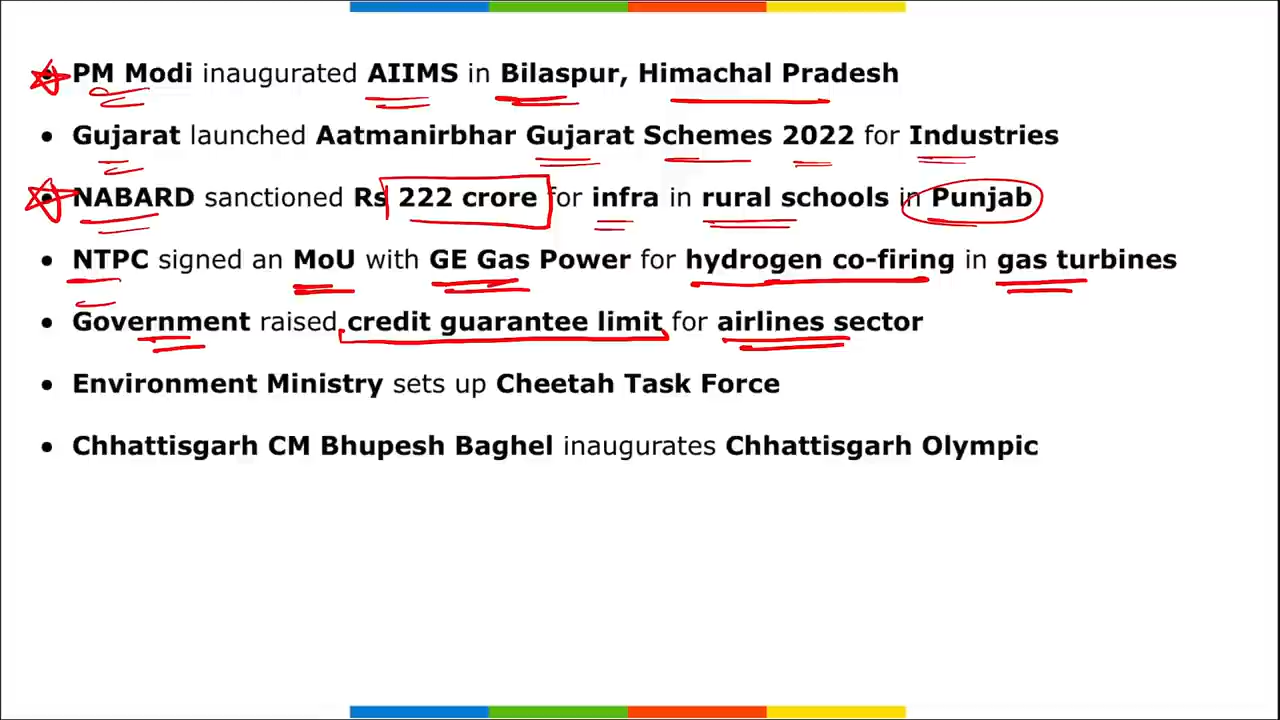 • PM Modi inaugurated AIIMS in Bilaspur, Himachal Pradesh
• Gujarat launched Aatmanirbhar Gujarat Schemes 2022 for Industries
• NABARD sanctioned Rs 222 crore for infra in rural schools in Punjab
• NTPC signed an MoU with GE Gas Power for hydrogen co-firing in gas turbines
• Government raised credit guarantee limit for airlines sector
• Environment Ministry sets up Cheetah Task Force
• Chhattisgarh CM Bhupesh Baghel inaugurates Chhattisgarh Olympic